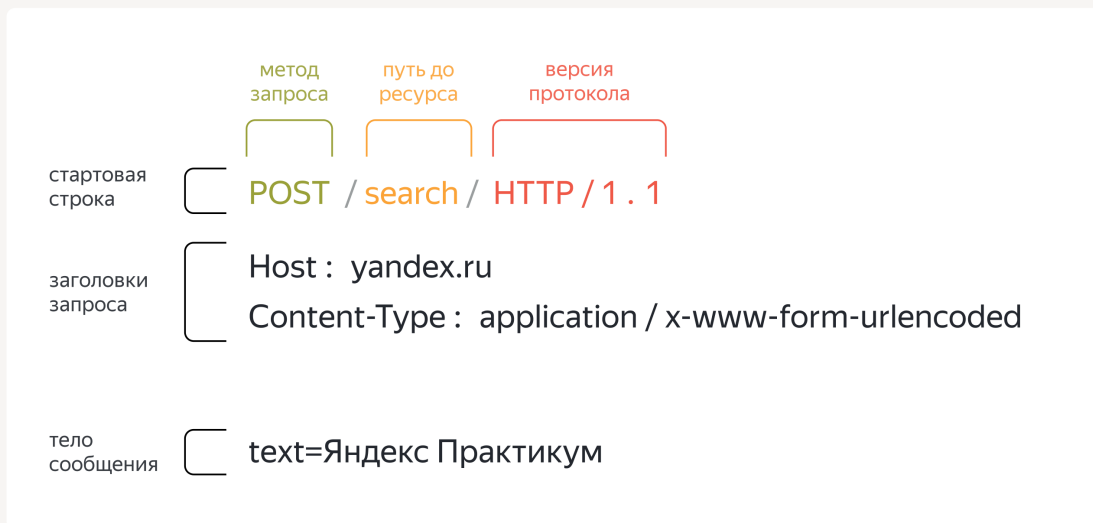 метод
запроса
путь до
ресурса
версия
протокола
стартовая
строка
POST / search / HTTP / 1 . 1
заголовки
запроса
Host : yandex.ru
Content-Type : application / x-www-form-urlencoded
тело
сообщения
text=Яндекс Практикум